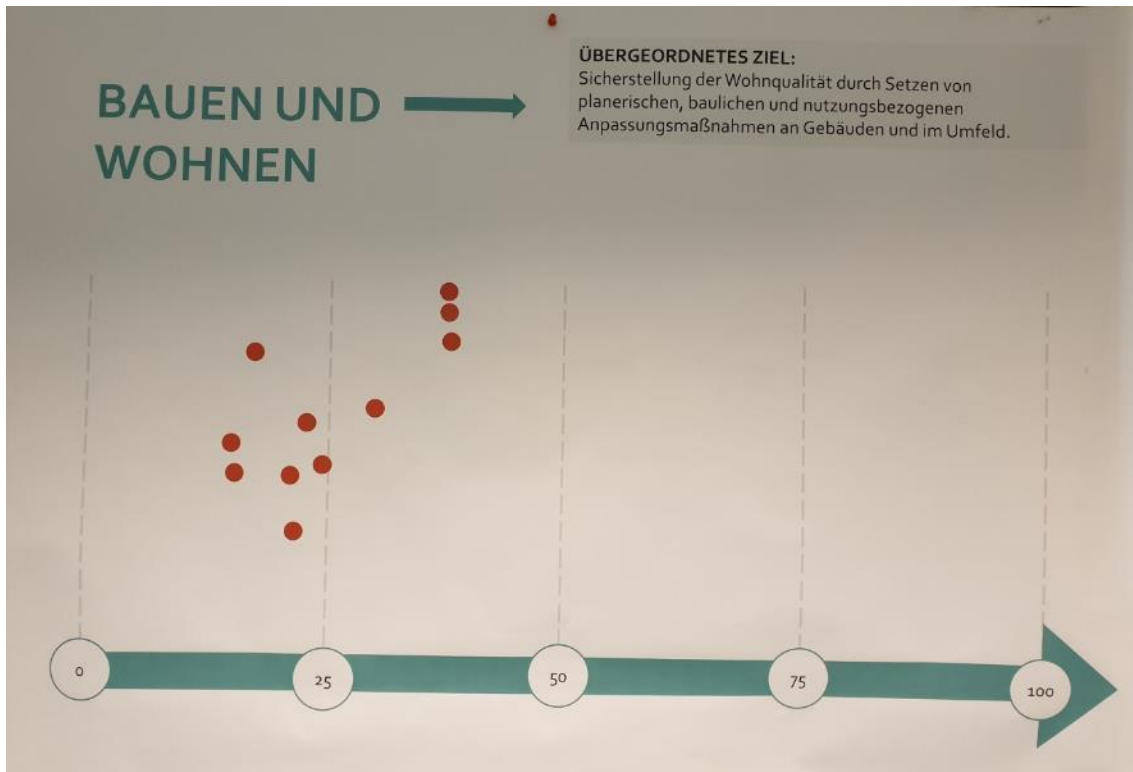 BAUEN UND
WOHNEN
ÜBERGEORDNETES ZIEL:
Sicherstellung der Wohnqualität durch Setzen von
planerischen, baulichen und nutzungsbezogenen
Anpassungsmaßnahmen an Gebäuden und im Umfeld.
0
25
50
75
100